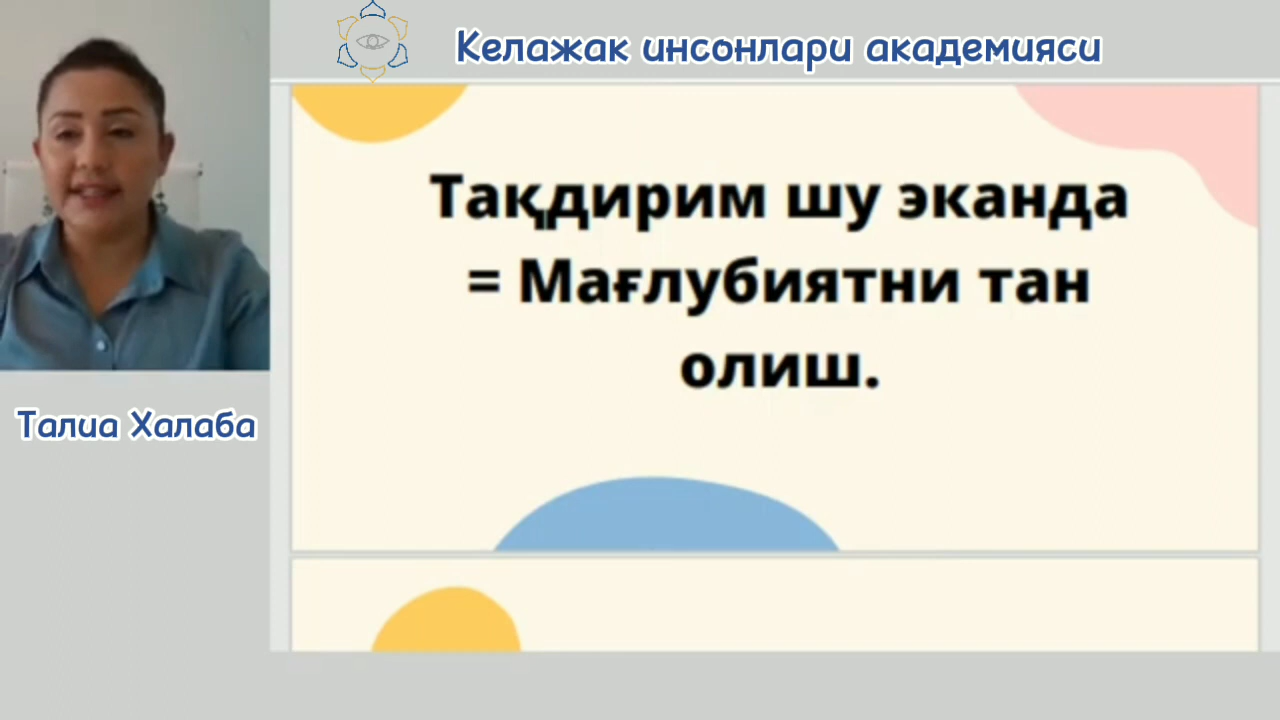 Келажак инсонлари академияси
Тақдирим шу эканда
= Мағлубиятни тан
олиш.
Талиа Халаба